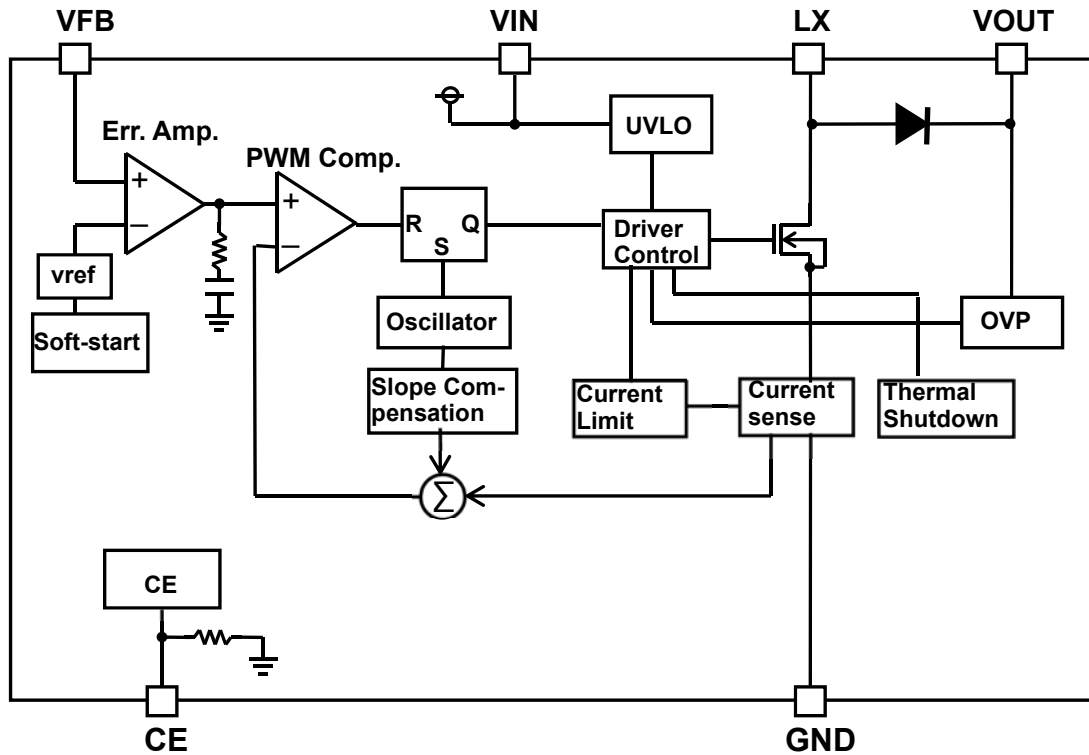 VFB
VIN
LX
VOUT
Err. Amp.
UVLO
PWM Comp.
+
−
+
−
R
Q
S
Driver
Control
vref
Soft-start
Oscillator
OVP
Slope Com-
pensation
Current
Limit
Current
sense
Thermal
Shutdown
Σ
CE
CE
GND